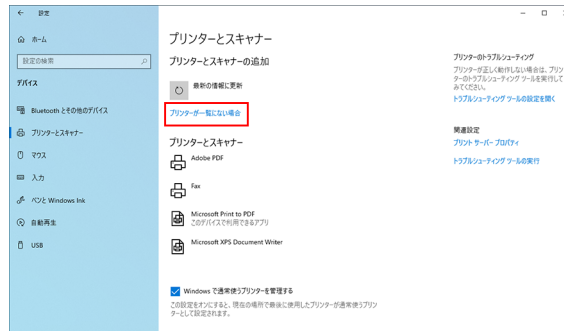 設定
ホーム
設定の検索
デバイス
Bluetooth とその他のデバイス
プリンターとスキャナー
マウス
入力
ペンと Windows Ink
自動再生
USB
プリンターとスキャナー
プリンターとスキャナーの追加
最新の情報に更新
プリンターが一覧にない場合
プリンターとスキャナー
Adobe PDF
Fax
Microsoft Print to PDF
このデバイスで利用できるアプリ
Microsoft XPS Document Writer
Windows で通常使うプリンターを管理する
この設定をオンにすると、現在の場所で最後に使用したプリンターが通常使うプリン
ターとして設定されます。
プリンターのトラブルシューティング
プリンターが正しく動作しない場合は、プリン
ターのトラブルシューティング ツールを実行して
みてください。
トラブルシューティング ツールの設定を開く
関連設定
プリント サーバー プロパティ
トラブルシューティング ツールの実行